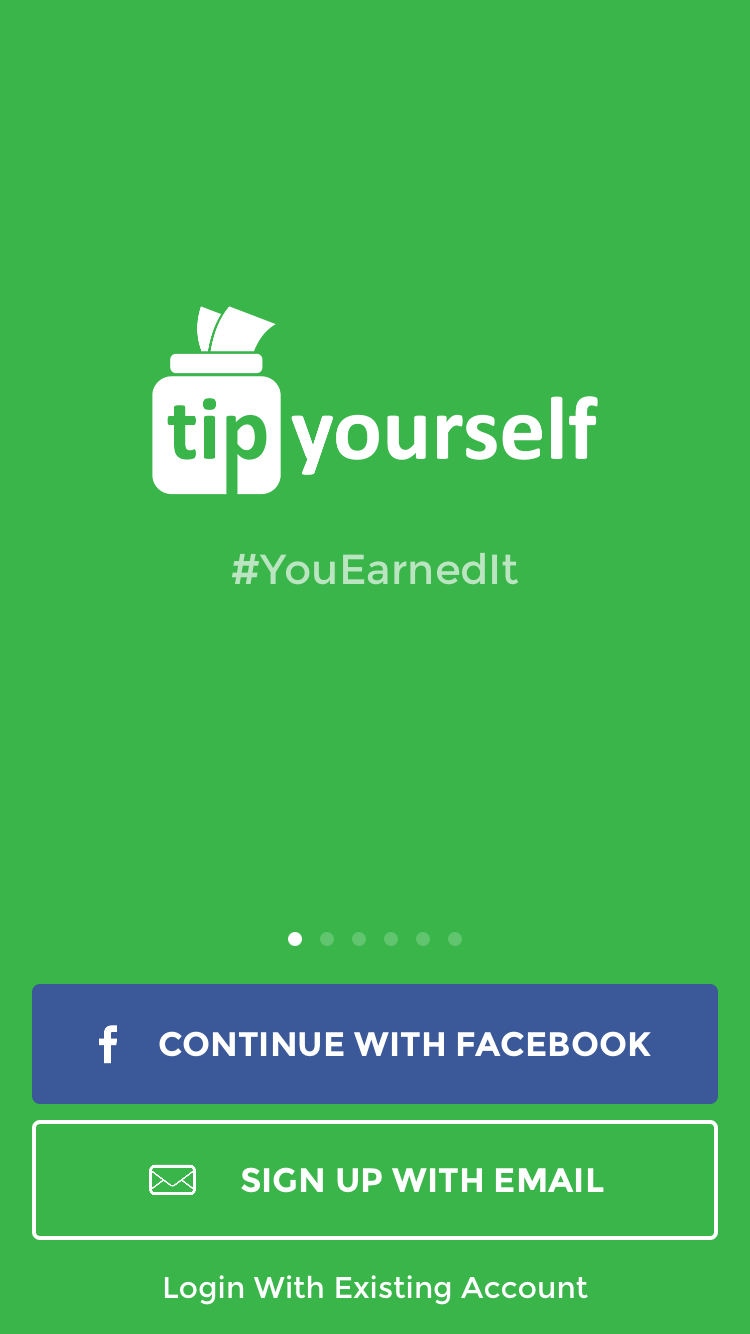 tip yourself
#YouEarnedIt
CONTINUE WITH FACEBOOK
SIGN UP WITH EMAIL
Login With Existing Account